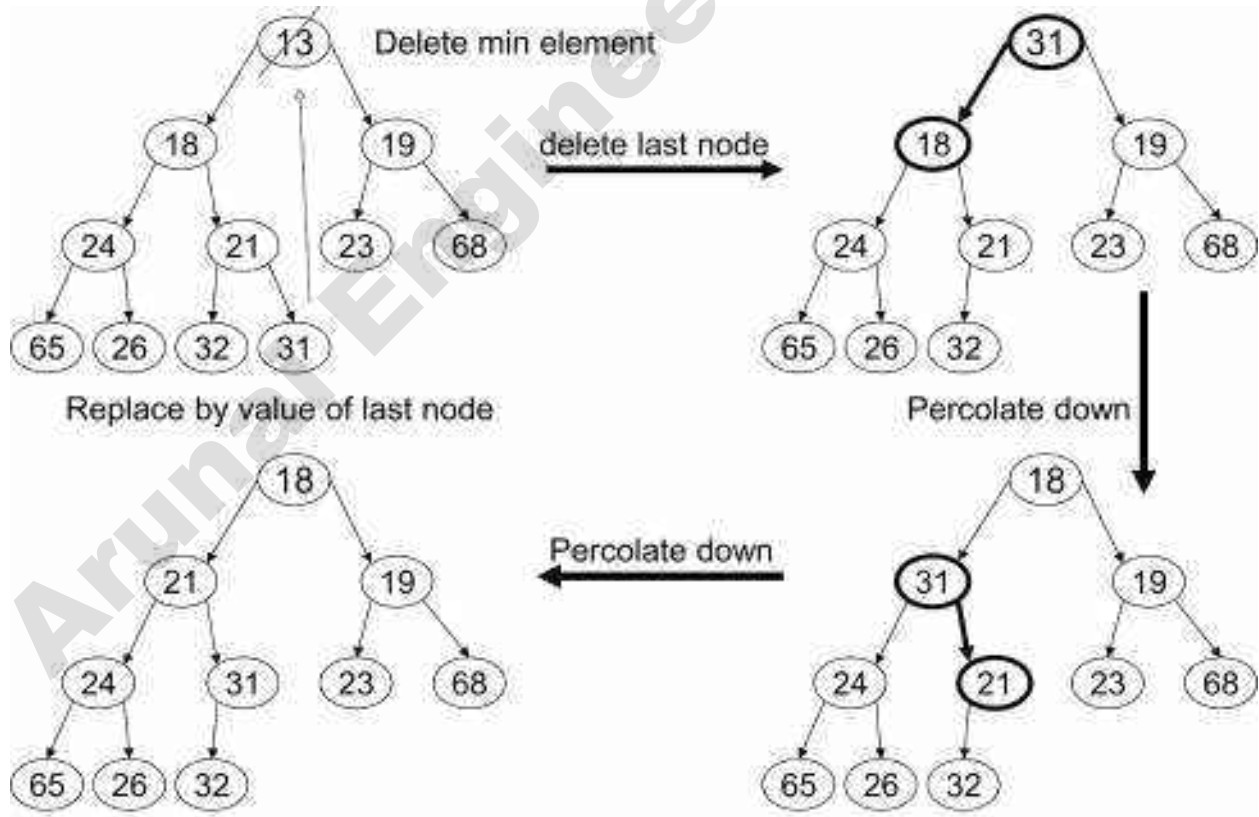 13 Delete min element 31
18 19 delete last node 18 19
24 21 23 68 24 21 23 68
65 26 32 31 65 26 32
Replace by value of last node Percolate down
18 18
21 19 Percolate down 31 19
24 31 23 68 24 21 23 68
65 26 32 65 26 32
Arunai Enginee